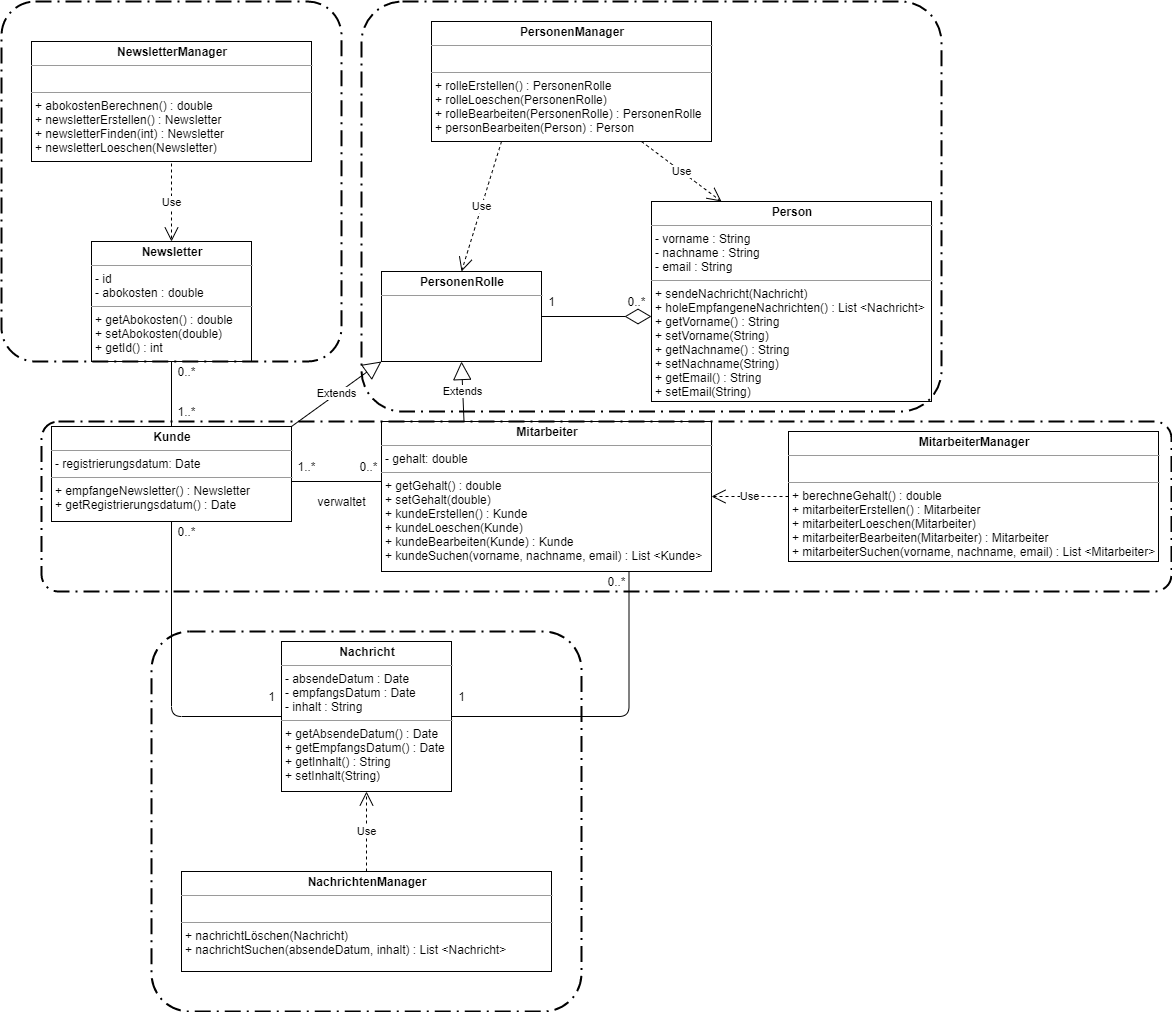 NewsletterManager
+ abokostenBerechnen() : double
+ newsletterErstellen() : Newsletter
+ newsletterFinden(int) : Newsletter
+ newsletterLoeschen(Newsletter)
Use
Newsletter
- id
- abokosten : double
+ getAbokosten() : double
+ setAbokosten(double)
+ getId() : int
0..*
1..*
PersonenManager
+ rolleErstellen() : PersonenRolle
+ rolleLoeschen(PersonenRolle)
+ rolleBearbeiten(PersonenRolle) : PersonenRolle
+ personBearbeiten(Person) : Person
Use
Use
PersonenRolle
1
0..*
Person
- vorname : String
- nachname : String
- email : String
+ sendeNachricht(Nachricht)
+ holeEmpfangeneNachrichten() : List <Nachricht>
+ getVorname() : String
+ setVorname(String)
+ getNachname() : String
+ setNachname(String)
+ getEmail() : String
+ setEmail(String)
Extends
Extends
Kunde
- registrierungsdatum: Date
+ empfangeNewsletter() : Newsletter
+ getRegistrierungsdatum() : Date
0..*
1..*
0..*
verwaltet
Mitarbeiter
- gehalt: double
+ getGehalt() : double
+ setGehalt(double)
+ kundeErstellen() : Kunde
+ kundeLoeschen(Kunde)
+ kundeBearbeiten(Kunde) : Kunde
+ kundeSuchen(vorname, nachname, email) : List <Kunde>
0..*
Use
MitarbeiterManager
+ berechneGehalt() : double
+ mitarbeiterErstellen() : Mitarbeiter
+ mitarbeiterLoeschen(Mitarbeiter)
+ mitarbeiterBearbeiten(Mitarbeiter) : Mitarbeiter
+ mitarbeiterSuchen(vorname, nachname, email) : List <Mitarbeiter>
Nachricht
- absendeDatum : Date
- empfangsDatum : Date
- inhalt : String
+ getAbsendeDatum() : Date
+ getEmpfangsDatum() : Date
+ getInhalt() : String
+ setInhalt(String)
1
1
Use
NachrichtenManager
+ nachrichtLöschen(Nachricht)
+ nachrichtSuchen(absendeDatum, inhalt) : List <Nachricht>